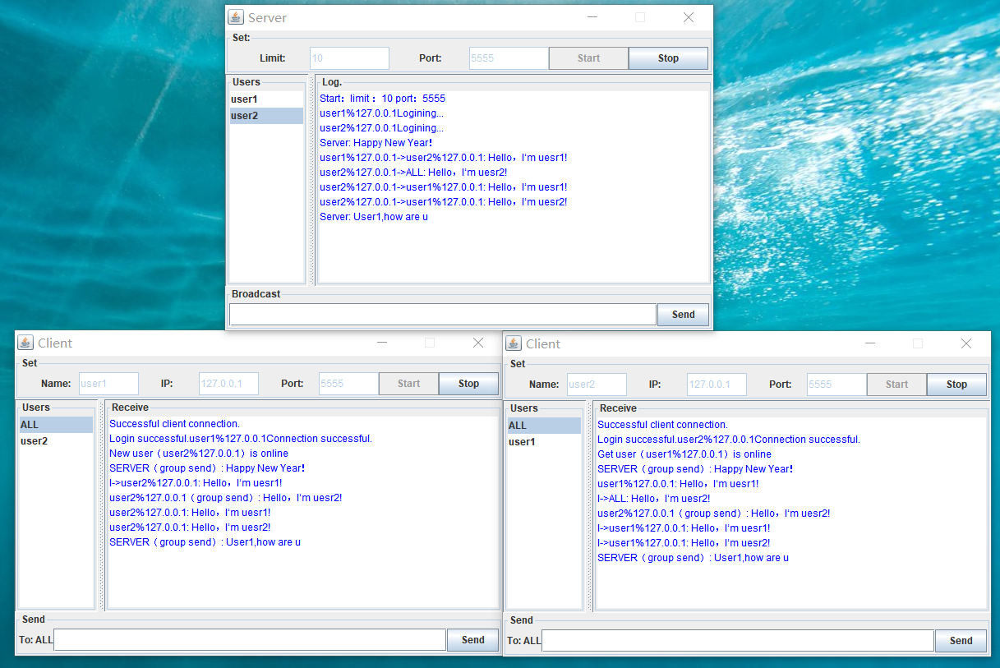 Server
Set:
Limit: 10 Port: 5555 Start Stop
Users
user1
user2
Log.
Start：limit： 10 port：5555
user1%127.0.0.1Logining...
user2%127.0.0.1Logining...
Server: Happy New Year！
user1%127.0.0.1->user2%127.0.0.1: Hello，I‘m uesr1!
user2%127.0.0.1->ALL: Hello，I‘m uesr2!
user2%127.0.0.1->user1%127.0.0.1: Hello，I‘m uesr1!
user2%127.0.0.1->user1%127.0.0.1: Hello，I‘m uesr2!
Server: User1,how are u
Broadcast
Send
Client
Set
Name: user1 IP: 127.0.0.1 Port: 5555 Start Stop
Users
ALL
user2
Receive
Successful client connection.
Login successful.user1%127.0.0.1Connection successful.
New user（user2%127.0.0.1）is online
SERVER（group send）: Happy New Year！
I->user2%127.0.0.1: Hello，I‘m uesr1!
user2%127.0.0.1（group send）: Hello，I‘m uesr2!
user2%127.0.0.1: Hello，I‘m uesr1!
user2%127.0.0.1: Hello，I‘m uesr2!
SERVER（group send）: User1,how are u
Send
To: ALL Send
Client
Set
Name: user2 IP: 127.0.0.1 Port: 5555 Start Stop
Users
ALL
user1
Receive
Successful client connection.
Login successful.user2%127.0.0.1Connection successful.
Get user（user1%127.0.0.1）is online
SERVER（group send）: Happy New Year！
user1%127.0.0.1: Hello，I‘m uesr1!
I->ALL: Hello，I‘m uesr2!
user2%127.0.0.1（group send）: Hello，I‘m uesr2!
I->user1%127.0.0.1: Hello，I‘m uesr1!
I->user1%127.0.0.1: Hello，I‘m uesr2!
SERVER（group send）: User1,how are u
Send
To: ALL Send